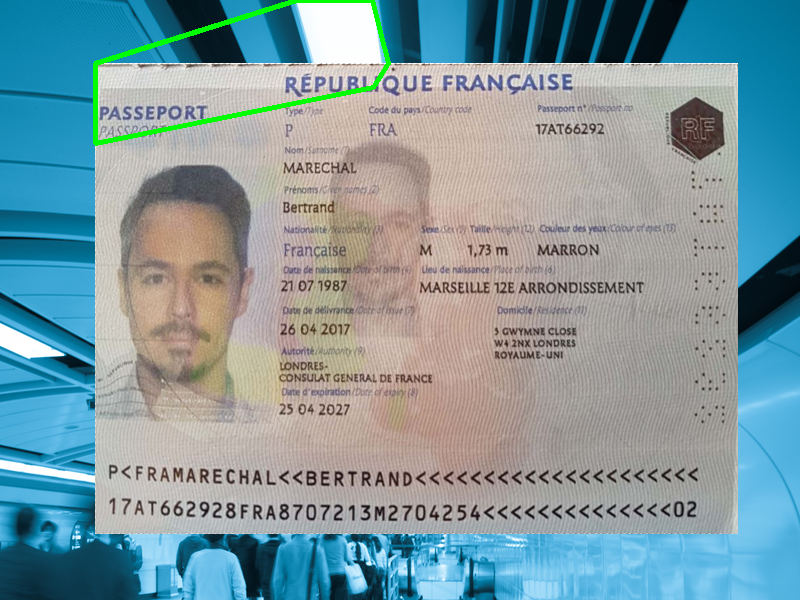 RÉPUBLIQUE FRANÇAISE
PASSEPORT
PASSPORT
Type/Type
Code du pays/Country code
Passeport n°/Passport no
P
FRA
17AT66292
RF
Nom/Surname (1)
MARECHAL
Prénoms/Given names (2)
Bertrand
Nationalité/Nationality (3)
Sexe/Sex (5)
Taille/Height (12)
Couleur des yeux/Colour of eyes (13)
Française
M
1,73 m
MARRON
Date de naissance/Date of birth (4)
Lieu de naissance/Place of birth (6)
21 07 1987
MARSEILLE 12E ARRONDISSEMENT
Date de délivrance/Date of issue (7)
Domicile/Residence (11)
26 04 2017
5 GWYMNE CLOSE
W4 2NX LONDRES
ROYAUME-UNI
Autorité/Authority (9)
LONDRES-
CONSULAT GENERAL DE FRANCE
Date d'expiration/Date of expiry (8)
25 04 2027
P<FRAMARECHAL<<BERTRAND<<<<<<<<<<<<<<<<<<<<<
17AT662928FRA8707213M2704254<<<<<<<<<<<<<<02